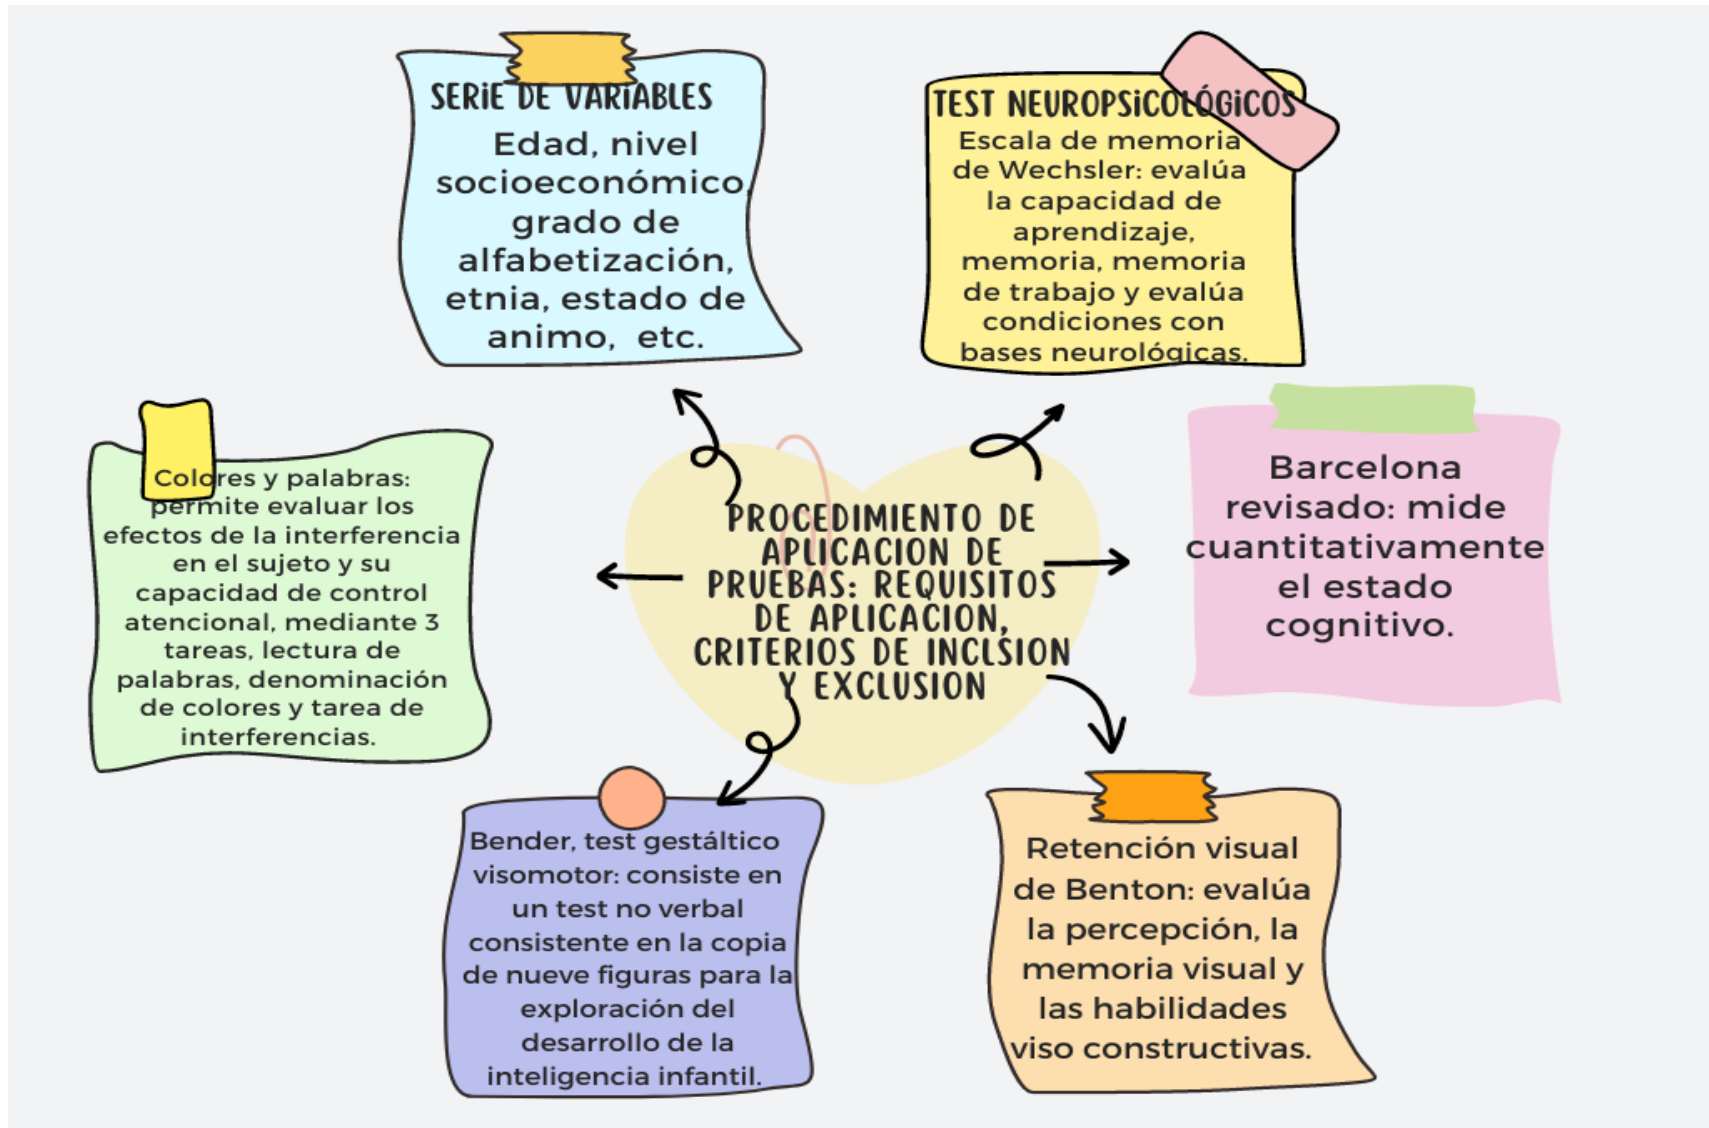 SERIE DE VARIABLES
Edad, nivel
socioeconómico,
grado de
alfabetización,
etnia, estado de
animo, etc.
TEST NEUROPSICOLÓGICOS
Escala de memoria
de Wechsler: evalúa
la capacidad de
aprendizaje,
memoria, memoria
de trabajo y evalúa
condiciones con
bases neurológicas.
Colores y palabras:
permite evaluar los
efectos de la interferencia
en el sujeto y su
capacidad de control
atencional, mediante 3
tareas, lectura de
palabras, denominación
de colores y tarea de
interferencias.
PROCEDIMIENTO DE
APLICACION DE
PRUEBAS: REQUISITOS
DE APLICACION,
CRITERIOS DE INCLSION
Y EXCLUSION
Barcelona
revisado: mide
cuantitativamente
el estado
cognitivo.
Bender, test gestáltico
visomotor: consiste en
un test no verbal
consistente en la copia
de nueve figuras para la
exploración del
desarrollo de la
inteligencia infantil.
Retención visual
de Benton: evalúa
la percepción, la
memoria visual y
las habilidades
viso constructivas.